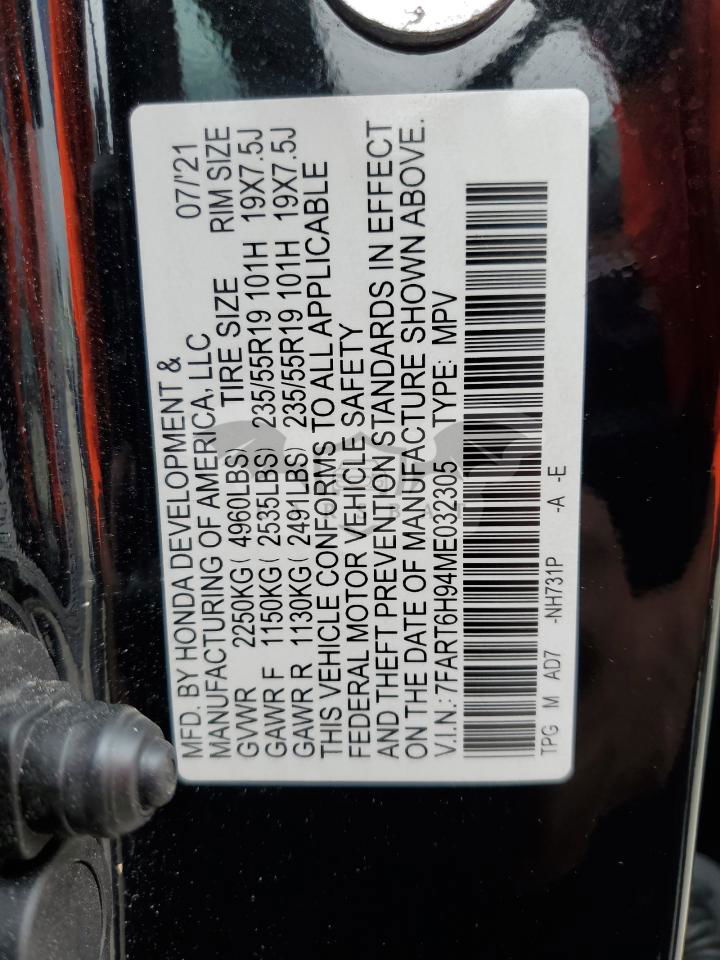 MFD. BY HONDA DEVELOPMENT & 07/'21
MANUFACTURING OF AMERICA, LLC
TIRE SIZE RIM SIZE
GVWR 2250KG( 4960LBS)
GAWR F 1150KG( 2535LBS) 235/55R19 101H 19X7.5J
GAWR R 1130KG( 2491LBS) 235/55R19 101H 19X7.5J
THIS VEHICLE CONFORMS TO ALL APPLICABLE
FEDERAL MOTOR VEHICLE SAFETY
AND THEFT PREVENTION STANDARDS IN EFFECT
ON THE DATE OF MANUFACTURE SHOWN ABOVE.
V.I.N.: 7FART6H94ME032305 TYPE: MPV
TPG M AD7 -NH731P -A -E